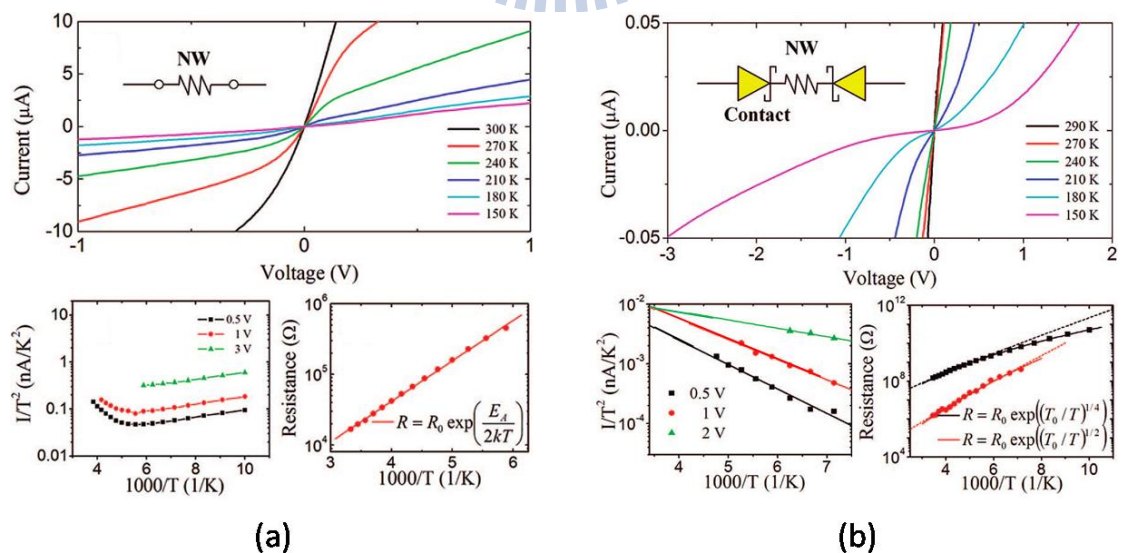 10
5
0
-5
-10
Current (μA)
NW
300 K
270 K
240 K
210 K
180 K
150 K
-1
0
1
Voltage (V)
0.05
0.00
-0.05
Current (μA)
NW
Contact
290 K
270 K
240 K
210 K
180 K
150 K
-3
-2
-1
0
1
2
Voltage (V)
I/T² (nA/K²)
10
1
0.1
0.01
0.5 V
1 V
3 V
4
6
8
10
1000/T (1/K)
Resistance (Ω)
10⁶
10⁵
10⁴
R = R₀ exp(E_A/2kT)
3
4
5
6
1000/T (1/K)
I/T² (nA/K²)
10⁻²
10⁻³
10⁻⁴
0.5 V
1 V
2 V
4
5
6
7
1000/T (1/K)
Resistance (Ω)
10¹²
10⁸
10⁴
R = R₀ exp((T₀/T)^1/4)
R = R₀ exp((T₀/T)^1/2)
4
6
8
10
1000/T (1/K)
(a)
(b)